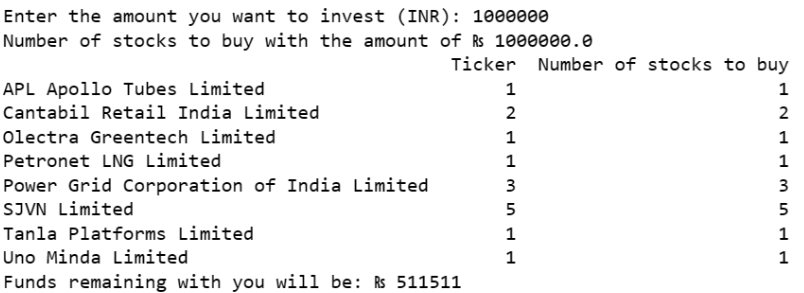 Enter the amount you want to invest (INR): 1000000
Number of stocks to buy with the amount of ₨ 1000000.0
Ticker Number of stocks to buy
APL Apollo Tubes Limited 1 1
Cantabil Retail India Limited 2 2
Olectra Greentech Limited 1 1
Petronet LNG Limited 1 1
Power Grid Corporation of India Limited 3 3
SJVN Limited 5 5
Tanla Platforms Limited 1 1
Uno Minda Limited 1 1
Funds remaining with you will be: ₨ 511511